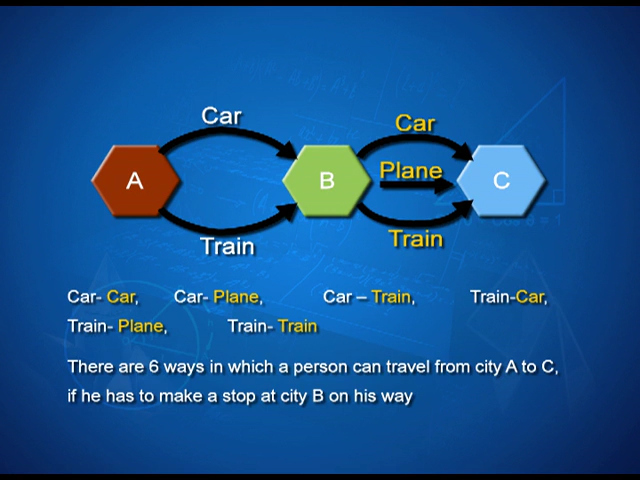 Car
Car
A
B
Plane
C
Train
Train
Car- Car, Car- Plane, Car – Train, Train-Car,
Train- Plane, Train- Train
There are 6 ways in which a person can travel from city A to C,
if he has to make a stop at city B on his way